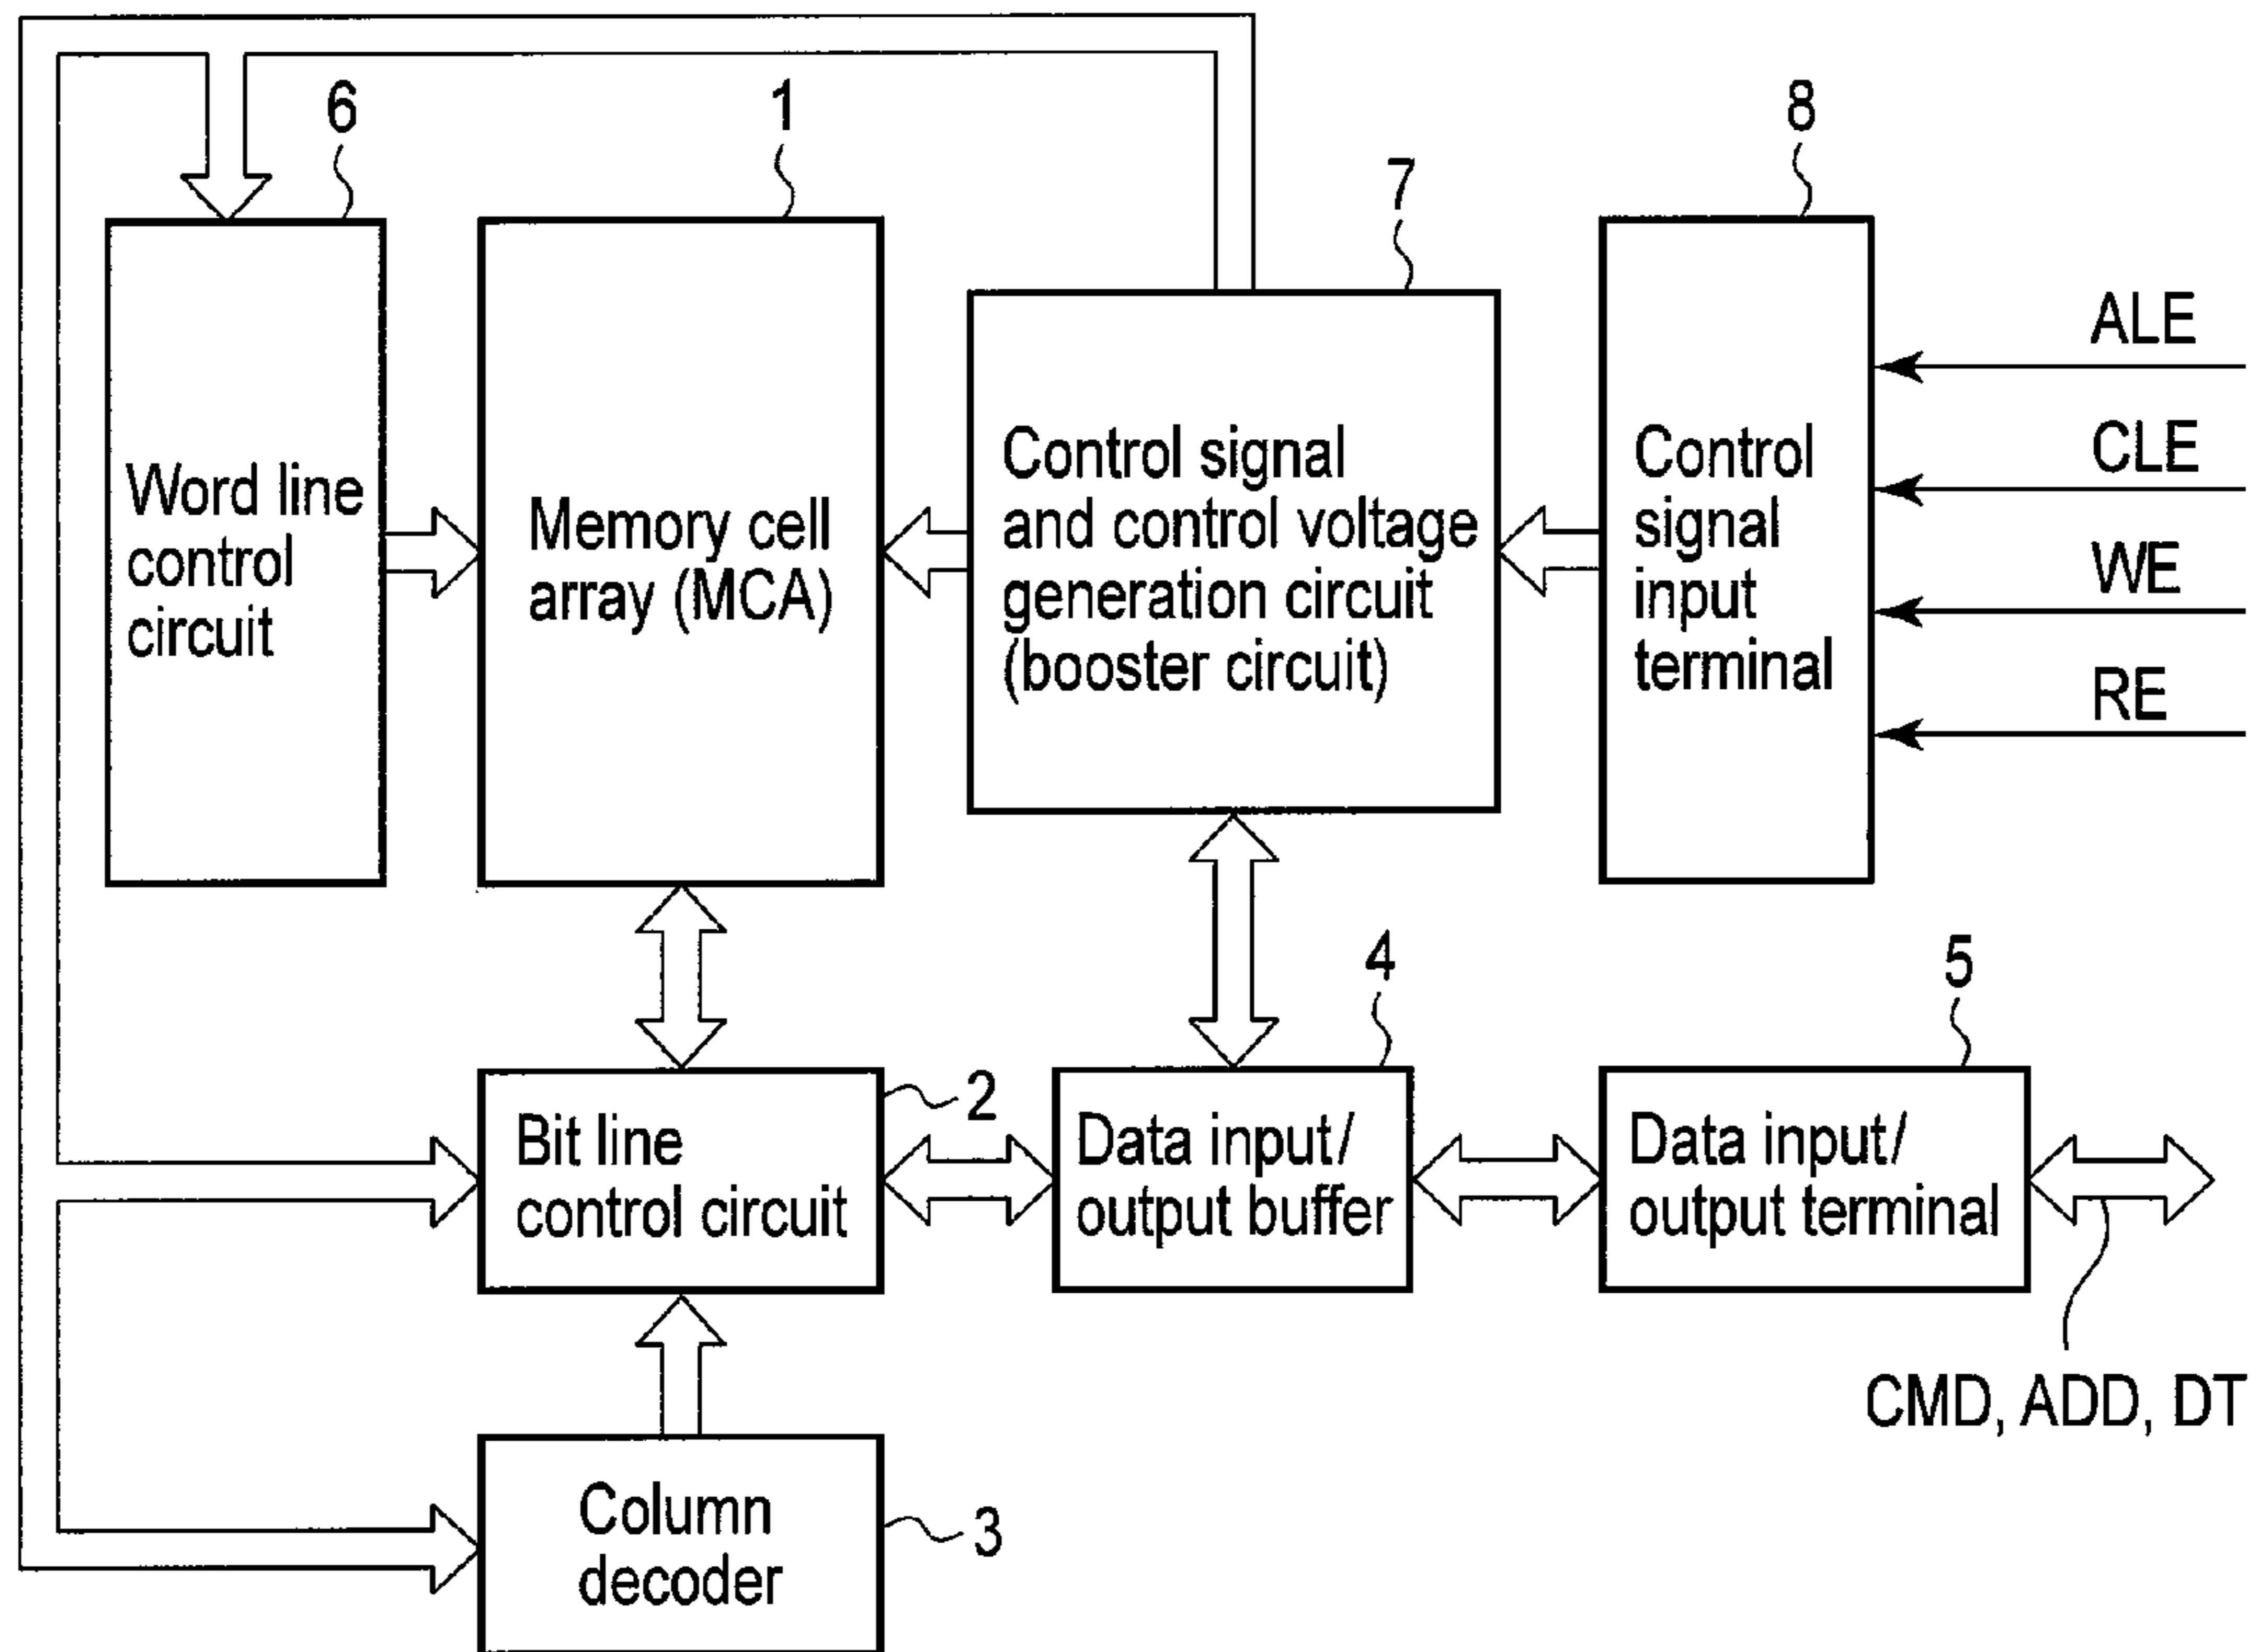 6
1
8
7
ALE
CLE
WE
RE
Word line
control
circuit
Memory cell
array (MCA)
Control signal
and control voltage
generation circuit
(booster circuit)
Control
signal
input
terminal
4
5
2
Bit line
control circuit
Data input/
output buffer
Data input/
output terminal
CMD, ADD, DT
Column
decoder
3